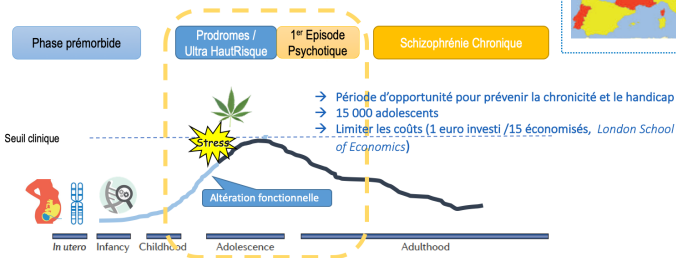 Phase prémorbide
Prodromes /
Ultra HautRisque
1er Episode
Psychotique
Schizophrénie Chronique
→ Période d'opportunité pour prévenir la chronicité et le handicap
→ 15 000 adolescents
→ Limiter les coûts (1 euro investi /15 économisés, London School
of Economics)
Seuil clinique
Stress
Altération fonctionnelle
In utero
Infancy
Childhood
Adolescence
Adulthood